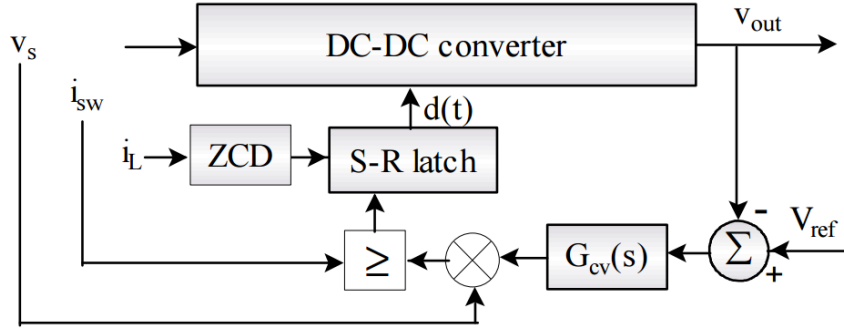 v_s
DC-DC converter
v_out
i_sw
d(t)
i_L
ZCD
S-R latch
-
V_ref
≥
G_cv(s)
Σ
+